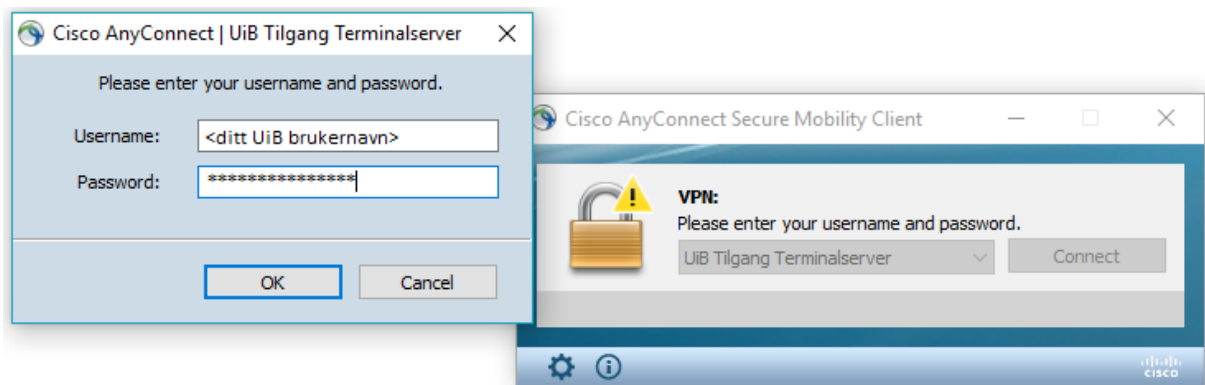 Cisco AnyConnect | UiB Tilgang Terminalserver
Please enter your username and password.
Username: <ditt UiB brukernavn>
Password: ***************
OK Cancel
Cisco AnyConnect Secure Mobility Client
VPN:
Please enter your username and password.
UiB Tilgang Terminalserver Connect
cisco